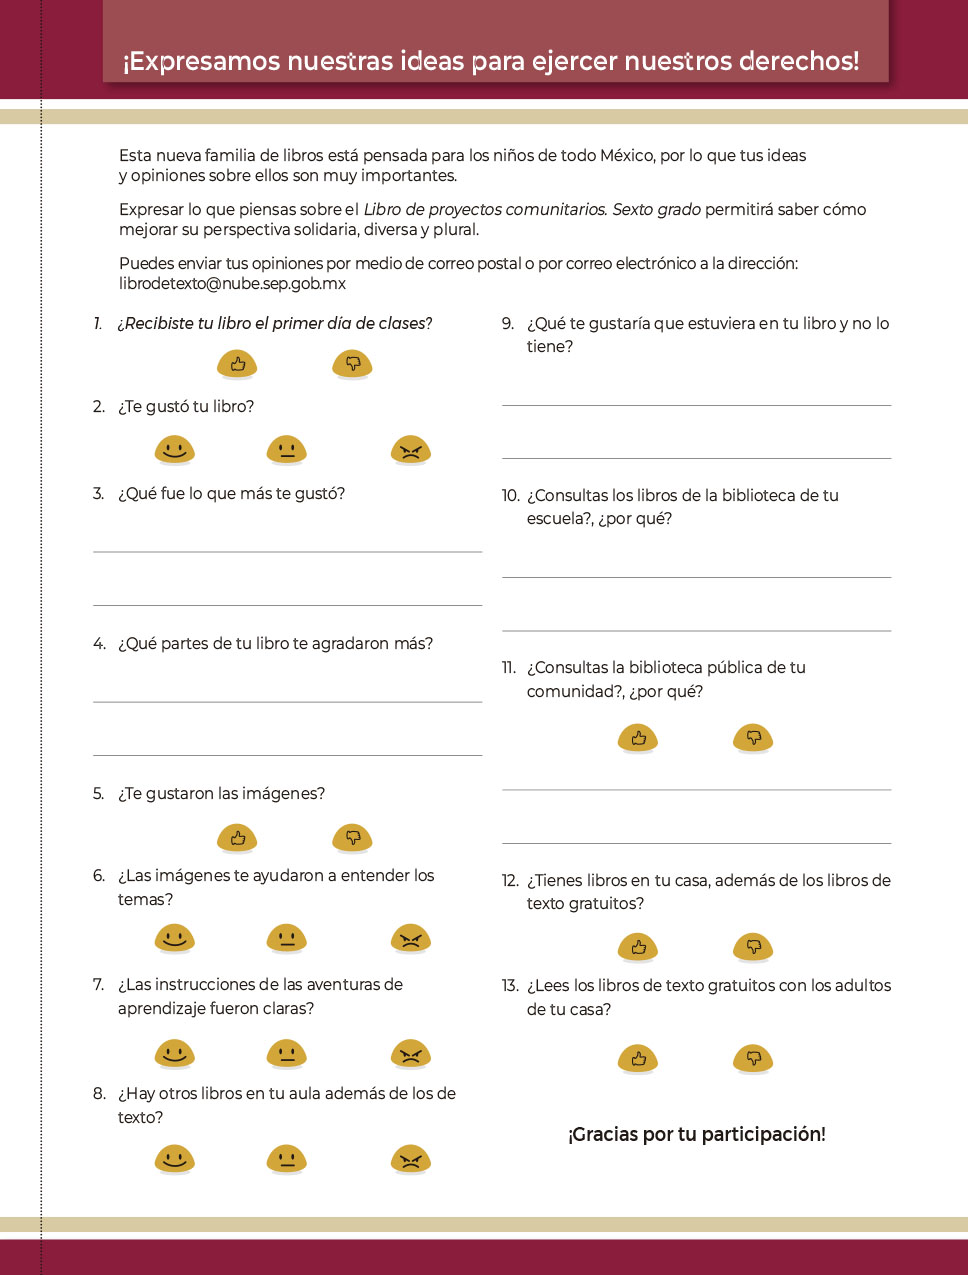 ¡Expresamos nuestras ideas para ejercer nuestros derechos!
Esta nueva familia de libros está pensada para los niños de todo México, por lo que tus ideas
y opiniones sobre ellos son muy importantes.
Expresar lo que piensas sobre el Libro de proyectos comunitarios. Sexto grado permitirá saber cómo
mejorar su perspectiva solidaria, diversa y plural.
Puedes enviar tus opiniones por medio de correo postal o por correo electrónico a la dirección:
librodetexto@nube.sep.gob.mx
1. ¿Recibiste tu libro el primer día de clases?
2. ¿Te gustó tu libro?
3. ¿Qué fue lo que más te gustó?
4. ¿Qué partes de tu libro te agradaron más?
5. ¿Te gustaron las imágenes?
6. ¿Las imágenes te ayudaron a entender los
temas?
7. ¿Las instrucciones de las aventuras de
aprendizaje fueron claras?
8. ¿Hay otros libros en tu aula además de los de
texto?
9. ¿Qué te gustaría que estuviera en tu libro y no lo
tiene?
10. ¿Consultas los libros de la biblioteca de tu
escuela?, ¿por qué?
11. ¿Consultas la biblioteca pública de tu
comunidad?, ¿por qué?
12. ¿Tienes libros en tu casa, además de los libros de
texto gratuitos?
13. ¿Lees los libros de texto gratuitos con los adultos
de tu casa?
¡Gracias por tu participación!